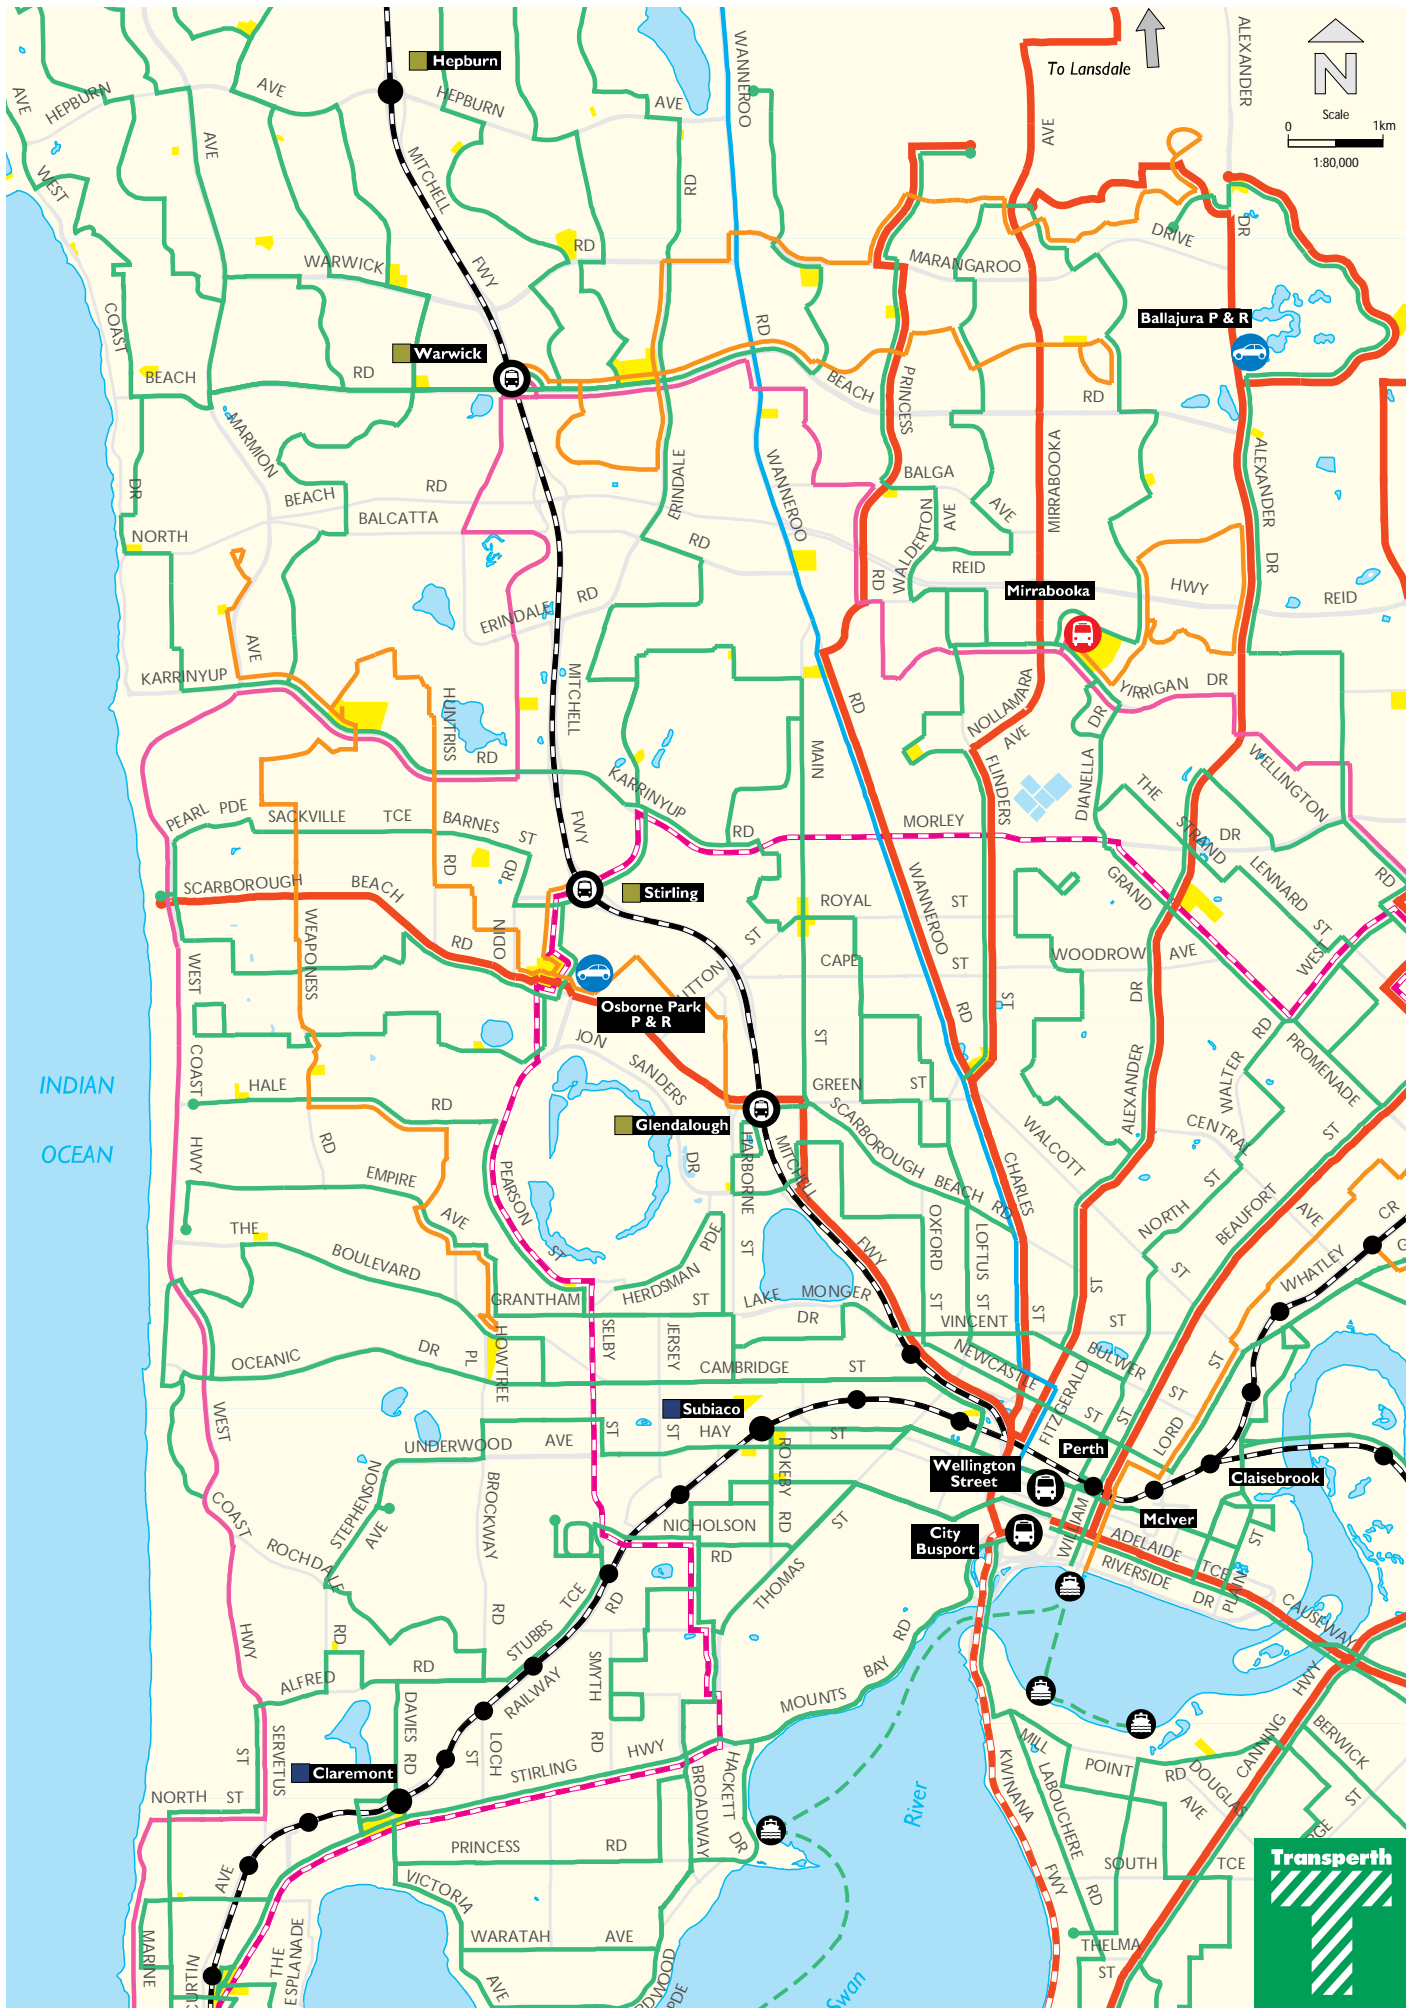 Hepburn
WANNEROO
To Lansdale
ALEXANDER
N
Scale
0
1km
1:80,000
AVE
HEPBURN
AVE
HEPBURN
AVE
AVE
AVE
WEST
MITCHELL
RD
DRIVE
DR
COAST
WARWICK
RD
FWY
MARANGAROO
Ballajura P & R
Warwick
RD
BEACH
RD
BEACH
PRINCESS
RD
MARMION
DR
BEACH
RD
BALCATTA
NORTH
ERINDALE
RD
WANNEROO
BALGA
AVE
AVE
MIRRABOOKA
ALEXANDER
DR
WALDERTON
REID
RD
HWY
REID
Mirrabooka
ERINDALE
RD
AVE
KARRINYUP
HUNTRISS
RD
MITCHELL
FWY
KARRINYUP
RD
RD
MAIN
NOLLAMARA
AVE
FLINDERS
YIRRIGAN
DR
DR
DIANELLA
WELLINGTON
THE
STRAND
DR
MORLEY
PEARL
PDE
SACKVILLE
TCE
BARNES
ST
RD
RD
SCARBOROUGH
BEACH
RD
WEAPONESS
NIDO
Stirling
ROYAL
ST
WANNEROO
GRAND
LENNARD
ST
RD
WEST
ST
CAPE
ST
WOODROW
AVE
WEST
COAST
HWY
Osborne Park
P & R
JON
SANDERS
RD
ST
DR
ST
RD
PROMENADE
WALTER
INDIAN
OCEAN
HALE
RD
RD
GREEN
ST
ALEXANDER
CENTRAL
ST
Glendalough
SCARBOROUGH
BEACH
RD
CHARLES
WALCOTT
EMPIRE
AVE
PEARSON
ST
DR
HARBORNE
ST
MITCHELL
FWY
OXFORD
ST
LOFTUS
ST
NORTH
ST
ST
BEAUFORT
AVE
CR
WHATLEY
THE
BOULEVARD
GRANTHAM
HERDSMAN
PDE
ST
LAKE
MONGER
DR
VINCENT
ST
ST
ST
OCEANIC
DR
PL
HOWTREE
SELBY
JERSEY
CAMBRIDGE
ST
NEWCASTLE
FITZGERALD
BULWER
ST
ST
ST
ST
LORD
WEST
COAST
HWY
Subiaco
HAY
ST
ST
ST
ROKEBY
RD
Perth
Wellington
Street
Claisebrook
McIver
City
Busport
WILLIAM
ADELAIDE
TCE
RIVERSIDE
DR
PLAIN
ST
CAUSEWAY
UNDERWOOD
AVE
STEPHENSON
AVE
BROCKWAY
RD
ROCHDALE
RD
NICHOLSON
RD
THOMAS
ST
STUBBS
TCE
RD
RAILWAY
SMYTH
RD
ALFRED
RD
DAVIES
RD
LOCH
ST
STIRLING
HWY
MOUNTS
BAY
RD
SERVETUS
ST
Claremont
NORTH
ST
HACKETT
DR
BROADWAY
River
KWINANA
FWY
MILL
POINT
RD
LABOUCHERE
RD
DOUGLAS
AVE
CANNING
HWY
BERWICK
ST
SOUTH
TCE
PRINCESS
RD
VICTORIA
AVE
WARATAH
AVE
AVE
MARINE
CURTIN
THE
ESPLANADE
PDE
Swan
THELMA
ST
Transperth